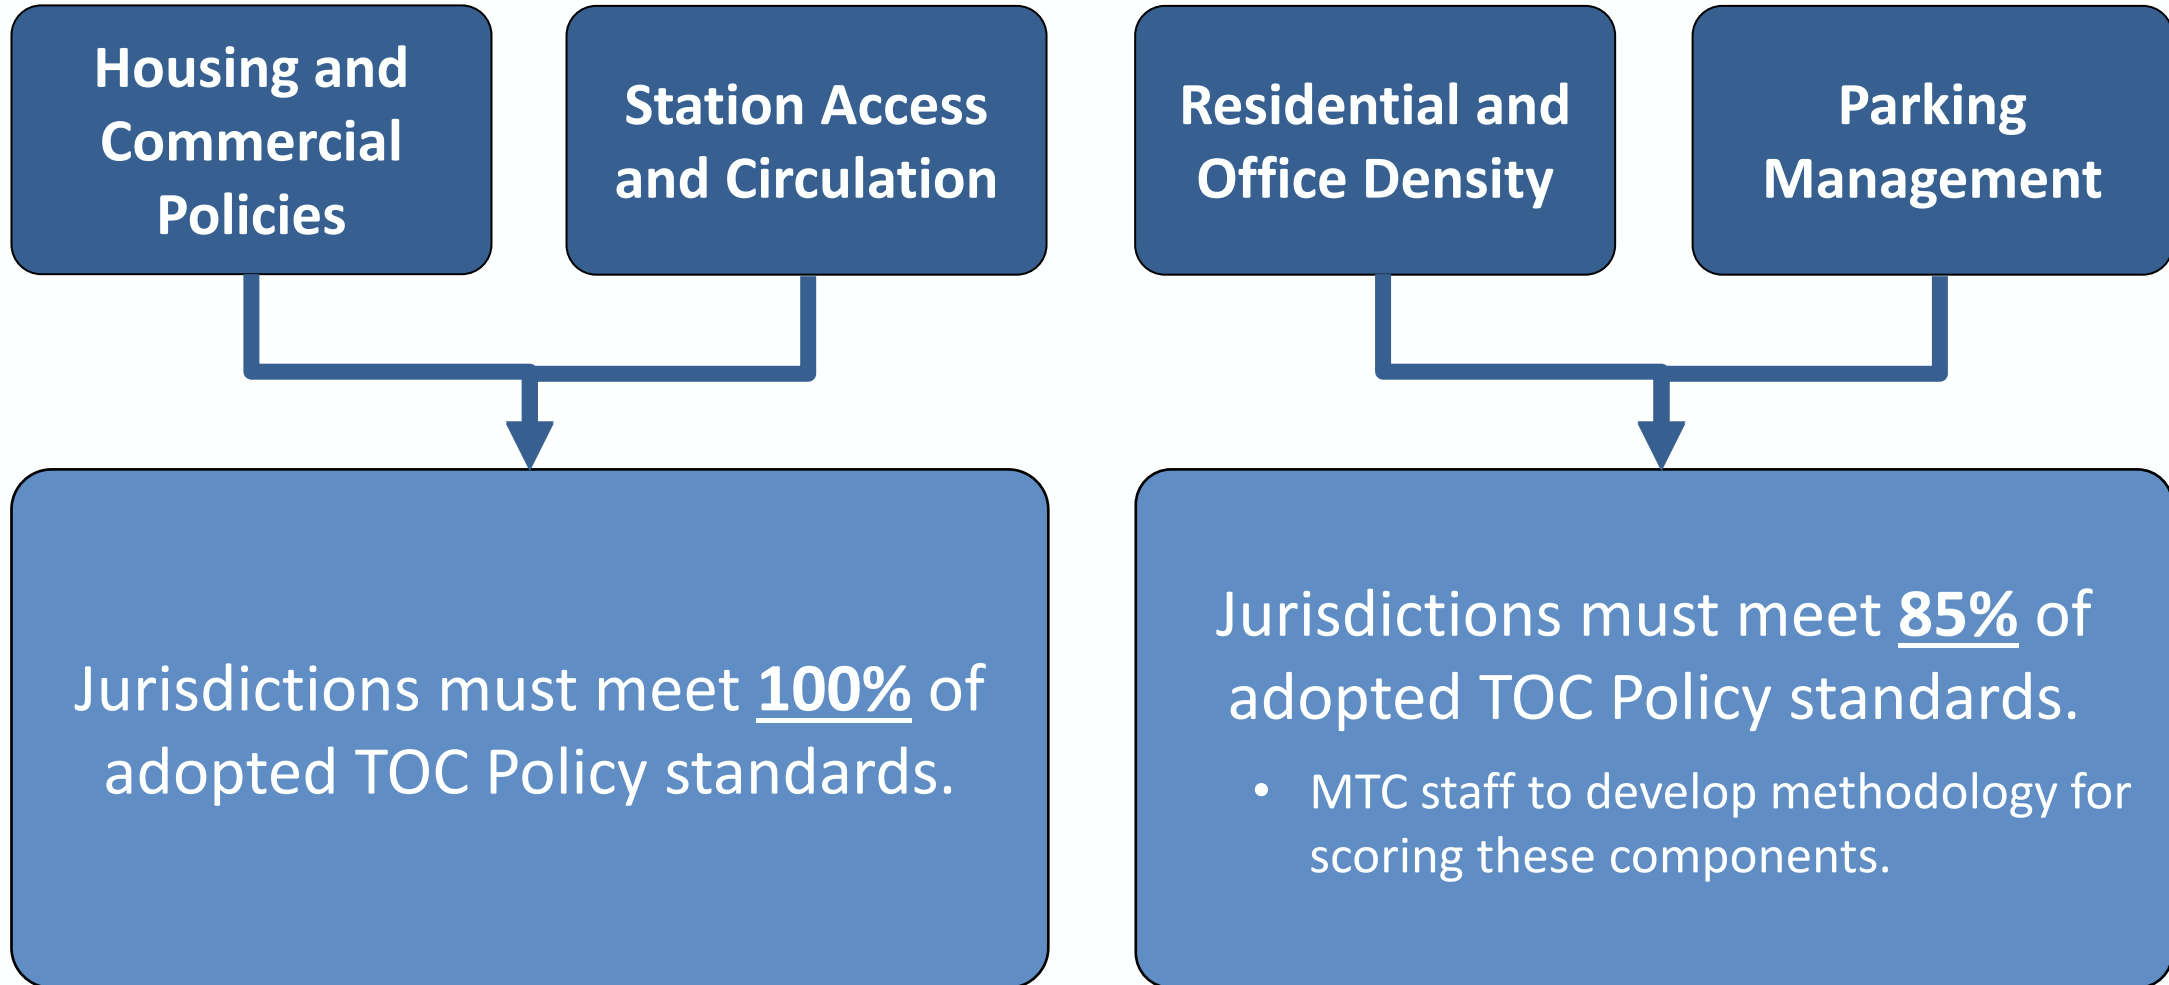 Housing and
Commercial
Policies
Station Access
and Circulation
Residential and
Office Density
Parking
Management
Jurisdictions must meet 100% of
adopted TOC Policy standards.
Jurisdictions must meet 85% of
adopted TOC Policy standards.
• MTC staff to develop methodology for
scoring these components.